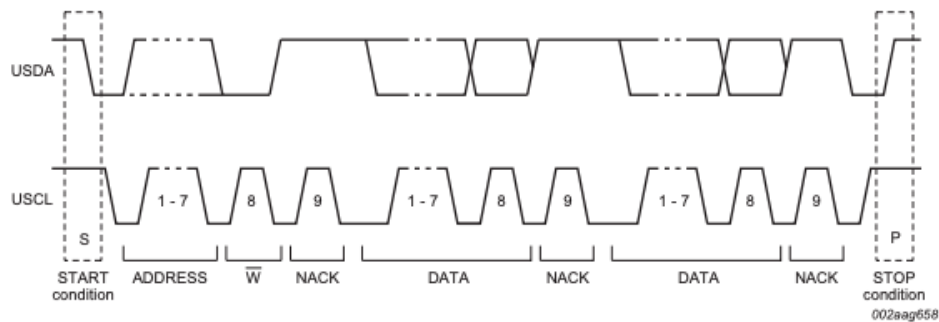 USDA
USCL
1 - 7
8
9
1 - 7
8
9
1 - 7
8
9
S
P
START
condition
ADDRESS
W̅
NACK
DATA
NACK
DATA
NACK
STOP
condition
002aag658